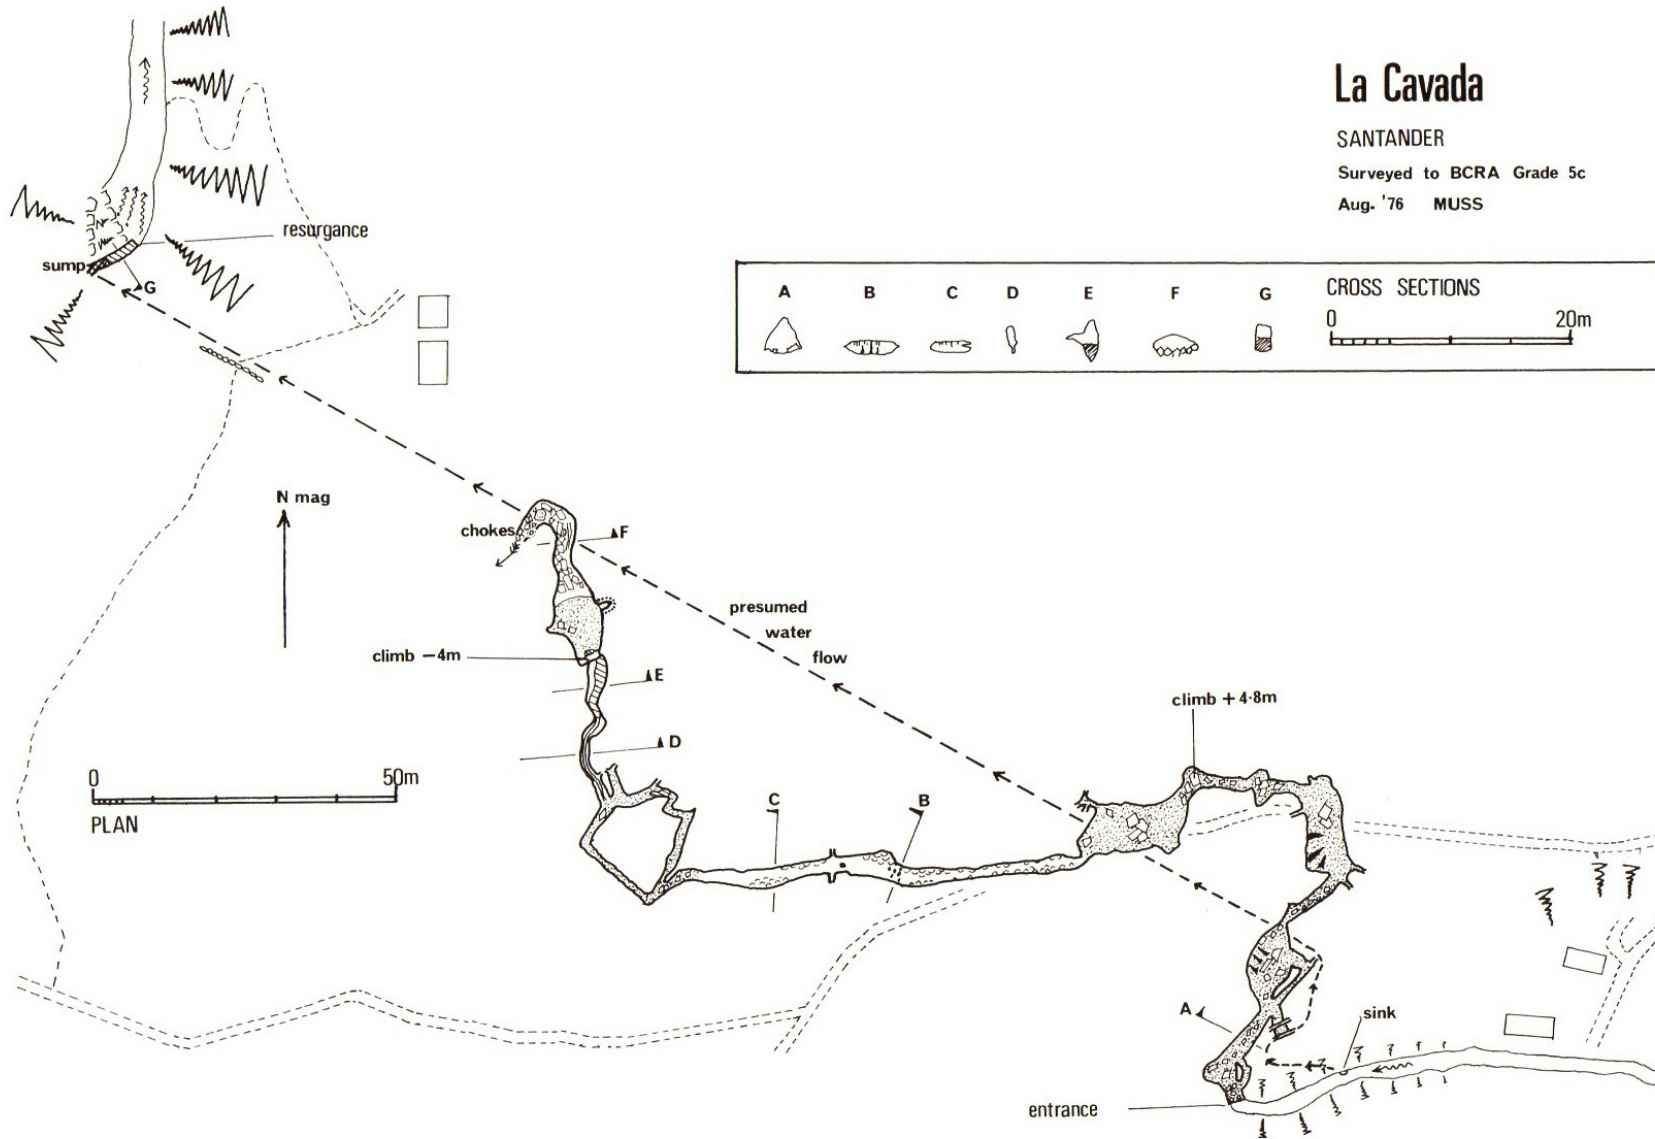 La Cavada
SANTANDER
Surveyed to BCRA Grade 5c
Aug. '76 MUSS
resurgance
sump
G
A B C D E F G
CROSS SECTIONS
0 20m
N mag
chokes
F
presumed
water
flow
climb −4m
E
climb + 4·8m
D
0 50m
PLAN
C
B
A
sink
entrance